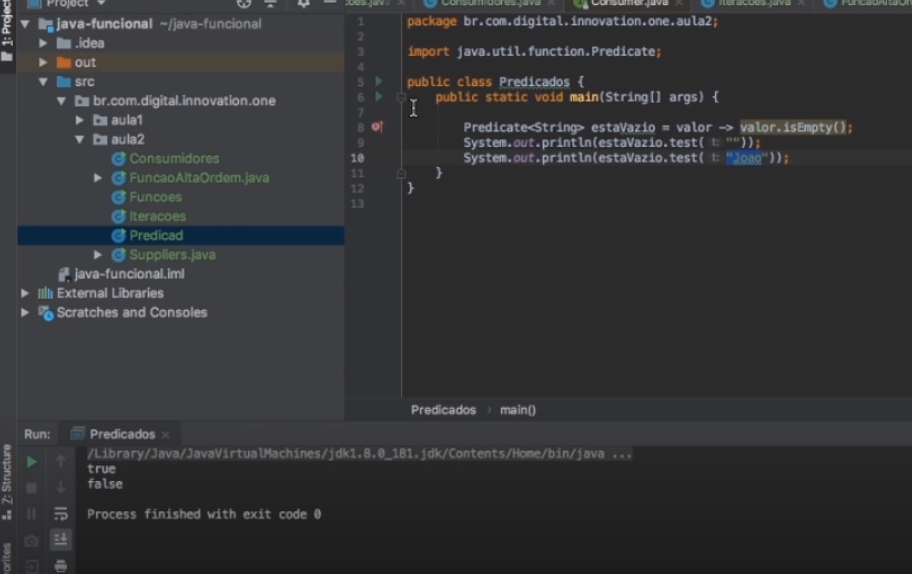 Project
java-funcional ~/java-funcional
.idea
out
src
br.com.digital.innovation.one
aula1
aula2
Consumidores
FuncaoAltaOrdem.java
Funcoes
Iteracoes
Predicad
Suppliers.java
java-funcional.iml
External Libraries
Scratches and Consoles
1: Project
Consumidores.java
Consumer.java
Iteracoes.java
1 package br.com.digital.innovation.one.aula2;
2
3 import java.util.function.Predicate;
4
5 public class Predicados {
6 public static void main(String[] args) {
7
8 Predicate<String> estaVazio = valor -> valor.isEmpty();
9 System.out.println(estaVazio.test( t: ""));
10 System.out.println(estaVazio.test( t: "Joao"));
11 }
12 }
13
Predicados › main()
Run: Predicados
/Library/Java/JavaVirtualMachines/jdk1.8.0_181.jdk/Contents/Home/bin/java ...
true
false
Process finished with exit code 0
7: Structure